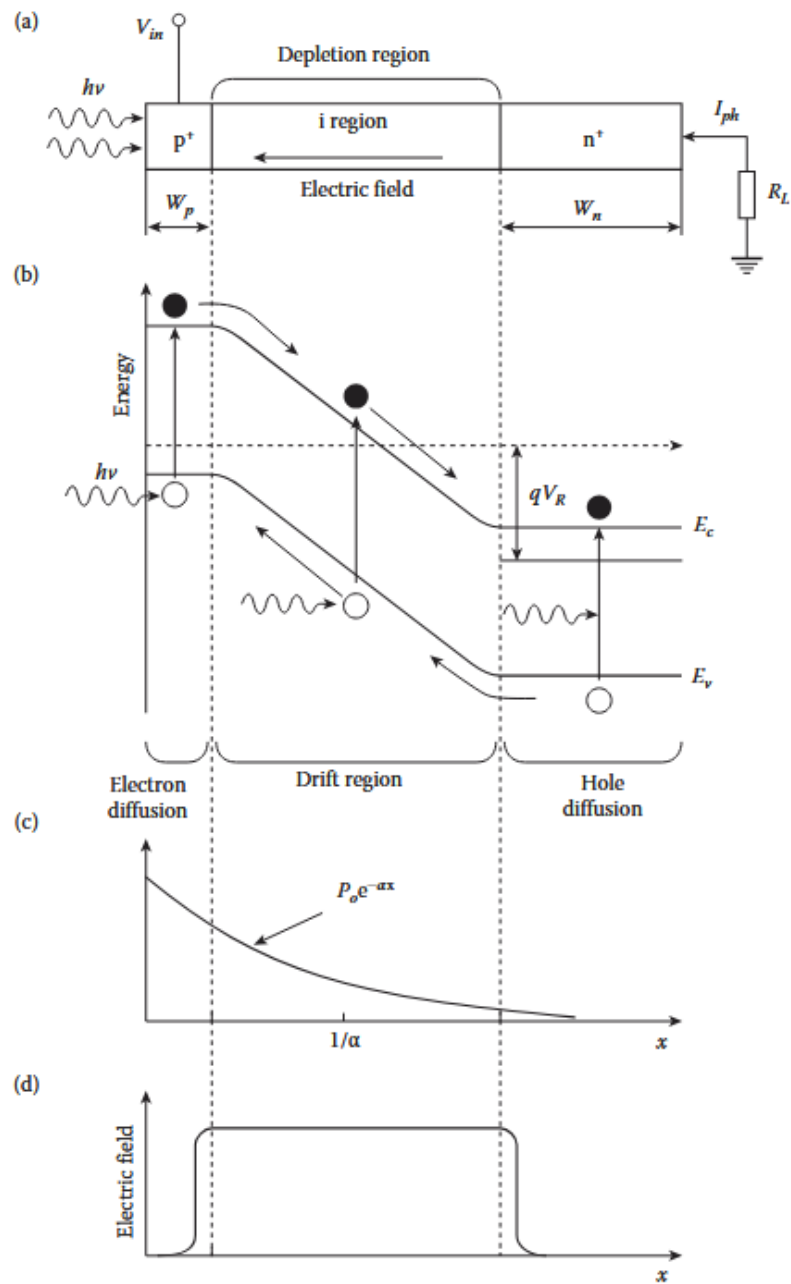 (a)
V_in
Depletion region
hν
i region
I_ph
p⁺
n⁺
Electric field
R_L
W_p
W_n
(b)
Energy
hν
qV_R
E_c
E_v
Electron
diffusion
Drift region
Hole
diffusion
(c)
P_o e^{−αx}
1/α
x
(d)
Electric field
x